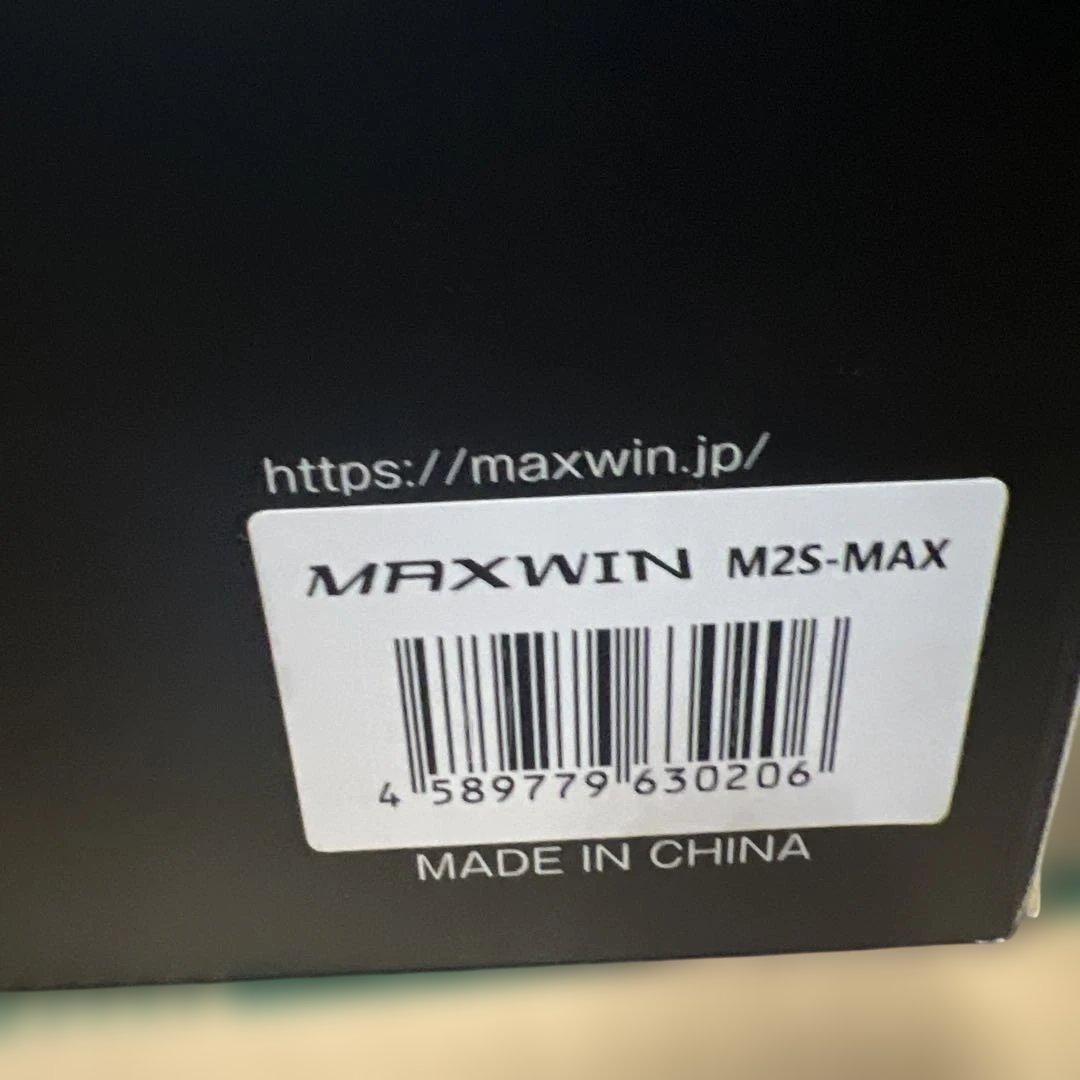 https://maxwin.jp/
MAXWIN M2S-MAX
4 589779 630206
MADE IN CHINA